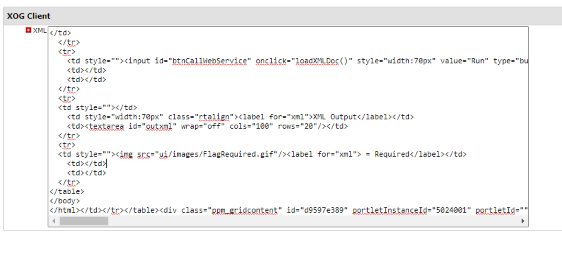 XOG Client
XML
</td>
</tr>
<tr>
<td style=""><input id="btnCallWebService" onclick="loadXMLDoc()" style="width:70px" value="Run" type="bu
<td></td>
<td></td>
</tr>
<tr>
<td style=""></td>
<td style="width:70px" class="rtalign"><label for="xml">XML Output</label></td>
<td><textarea id="outxml" wrap="off" cols="100" rows="20"/></td>
</tr>
<tr>
<td style=""><img src="ui/images/FlagRequired.gif"/><label for="xml"> = Required</label></td>
<td></td>
<td></td>
</tr>
</table>
</body>
</html></td></tr></table><div class="ppm_gridcontent" id="d9597e389" portletInstanceId="5024001" portletId=""